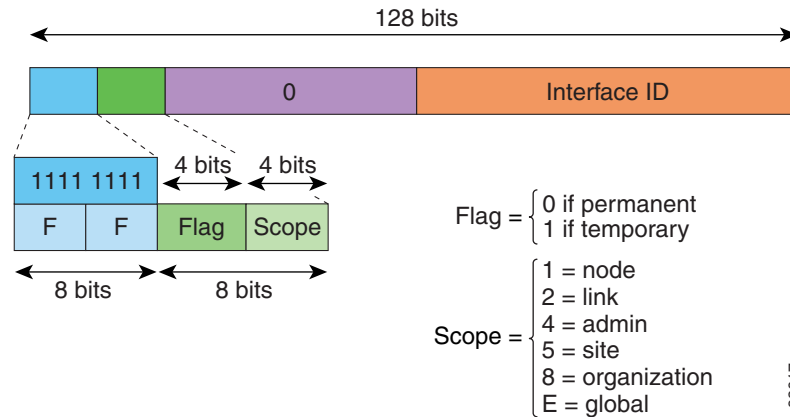 128 bits
0 Interface ID
1111 1111
4 bits 4 bits
F F Flag Scope
8 bits 8 bits
Flag =
0 if permanent
1 if temporary
Scope =
1 = node
2 = link
4 = admin
5 = site
8 = organization
E = global